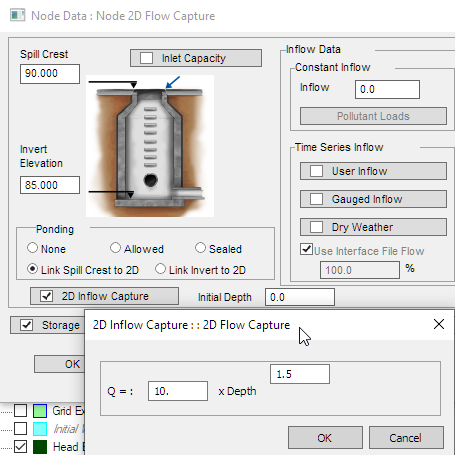 Node Data : Node 2D Flow Capture
Spill Crest
90.000
Inlet Capacity
Invert
Elevation
85.000
Ponding
None
Allowed
Sealed
Link Spill Crest to 2D
Link Invert to 2D
2D Inflow Capture
Initial Depth
0.0
Storage
OK
Inflow Data
Constant Inflow
Inflow
0.0
Pollutant Loads
Time Series Inflow
User Inflow
Gauged Inflow
Dry Weather
Use Interface File Flow
100.0
%
2D Inflow Capture : : 2D Flow Capture
1.5
Q = :
10.
x Depth
OK
Cancel
Grid Ex
Initial
Head